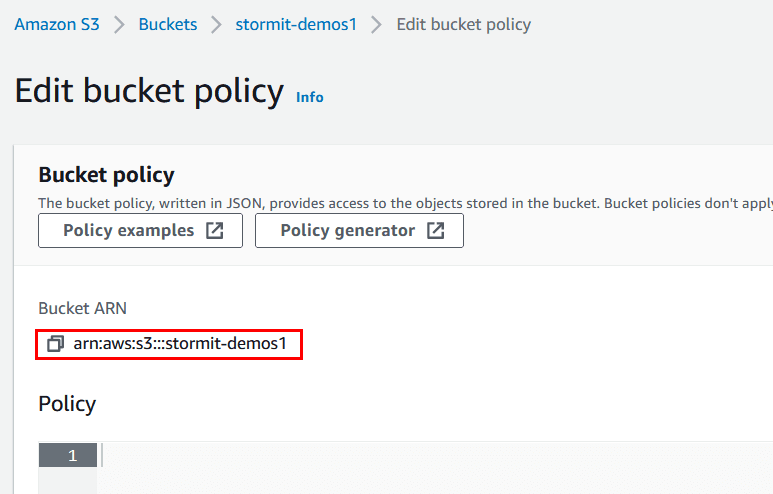 Amazon S3 > Buckets > stormit-demos1 > Edit bucket policy
Edit bucket policy Info
Bucket policy
The bucket policy, written in JSON, provides access to the objects stored in the bucket. Bucket policies don't apply
Policy examples Policy generator
Bucket ARN
arn:aws:s3:::stormit-demos1
Policy
1